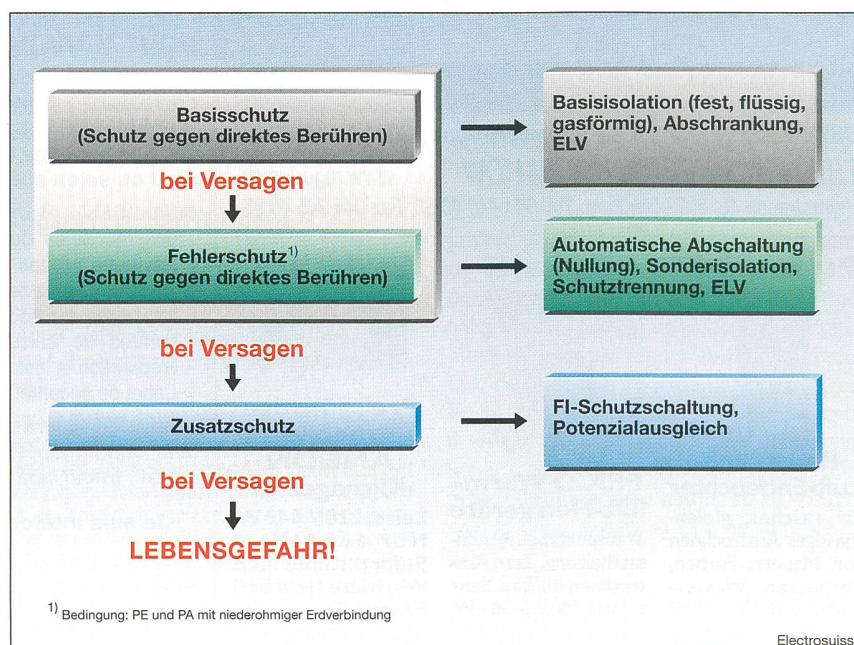 Basisschutz
(Schutz gegen direktes Berühren)
Basisisolation (fest, flüssig,
gasförmig), Abschrankung,
ELV
bei Versagen
Fehlerschutz1)
(Schutz gegen direktes Berühren)
Automatische Abschaltung
(Nullung), Sonderisolation,
Schutztrennung, ELV
bei Versagen
Zusatzschutz
FI-Schutzschaltung,
Potenzialausgleich
bei Versagen
LEBENSGEFAHR!
1) Bedingung: PE und PA mit niederohmiger Erdverbindung
Electrosuiss